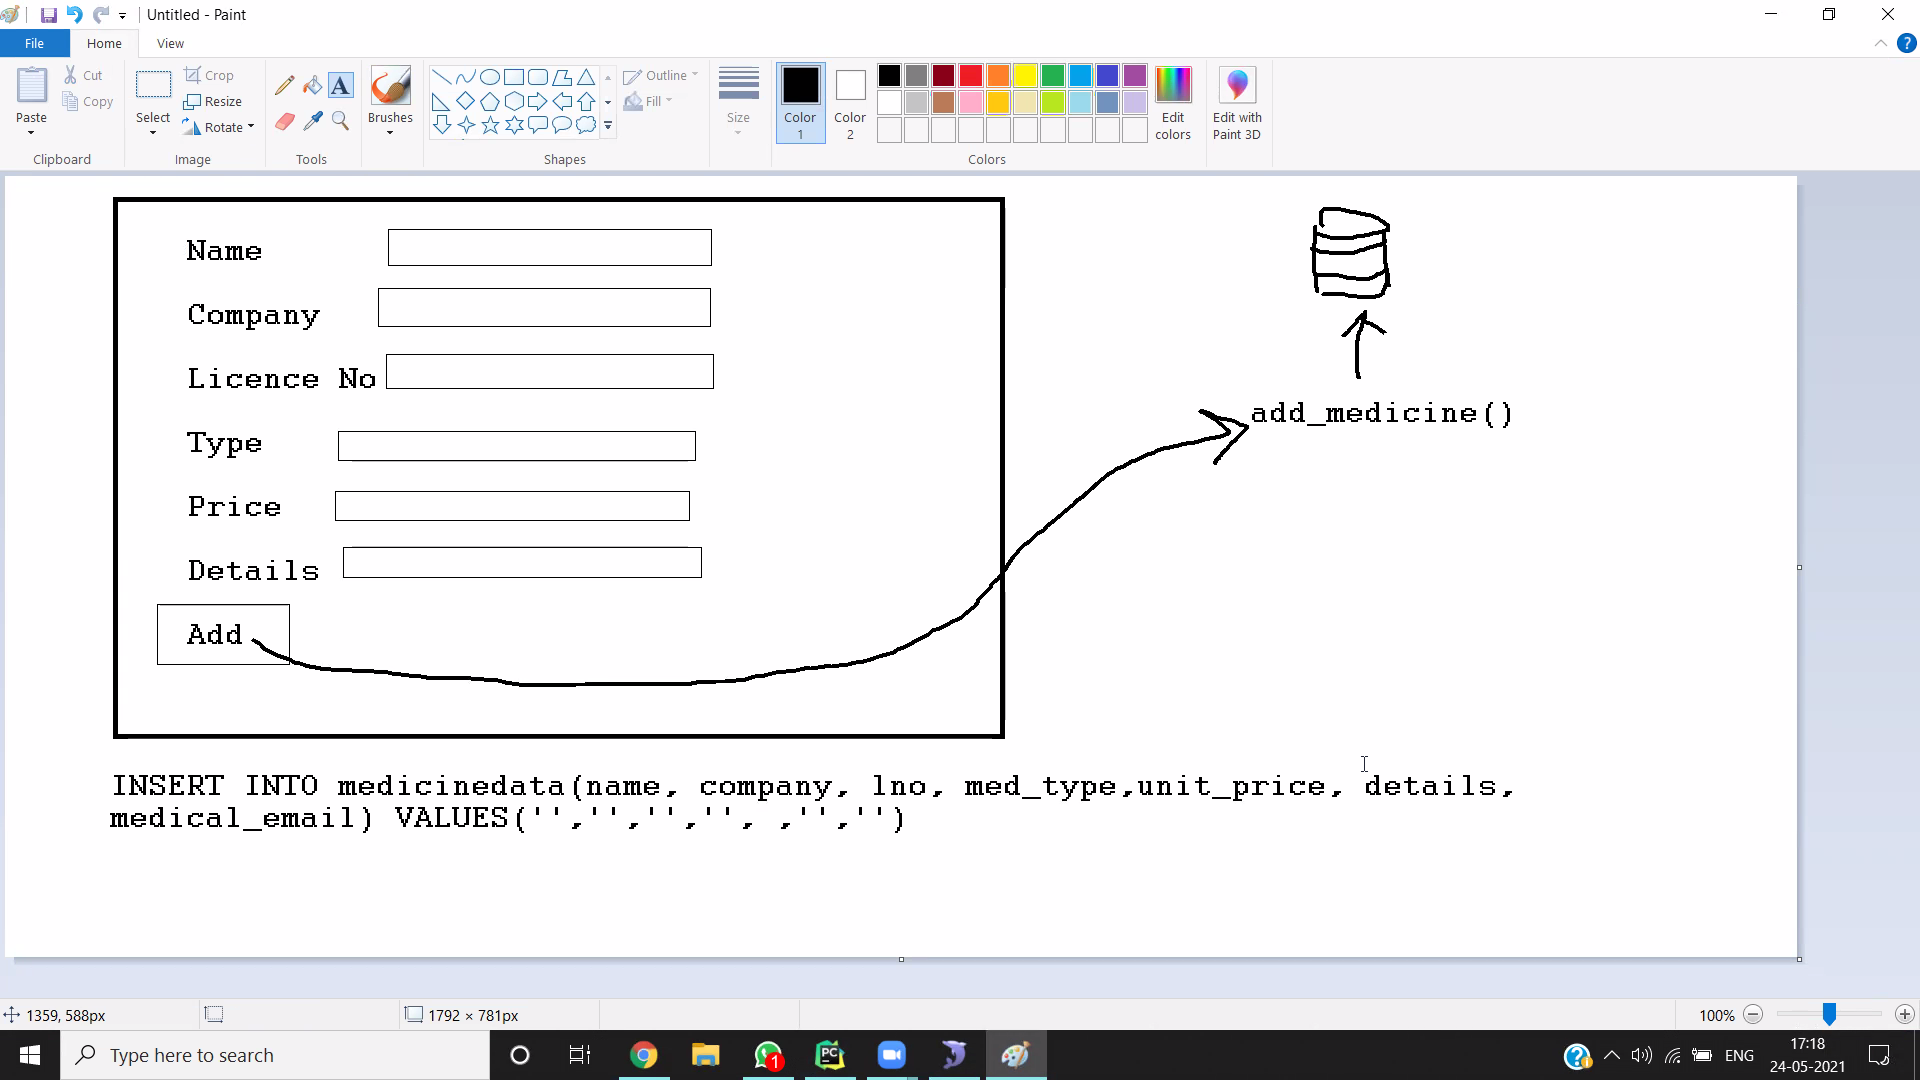 Untitled - Paint
File Home View
Paste Cut Copy Clipboard
Select Crop Resize Rotate Image
Tools
Brushes
Shapes
Outline Fill
Size
Color 1 Color 2
Edit colors
Colors
Edit with Paint 3D
Name
Company
Licence No
Type
Price
Details
Add
add_medicine()
INSERT INTO medicinedata(name, company, lno, med_type,unit_price, details,
medical_email) VALUES('','','','', ,'','')
1359, 588px
1792 × 781px
100%
Type here to search
PC
1
ENG
17:18
24-05-2021